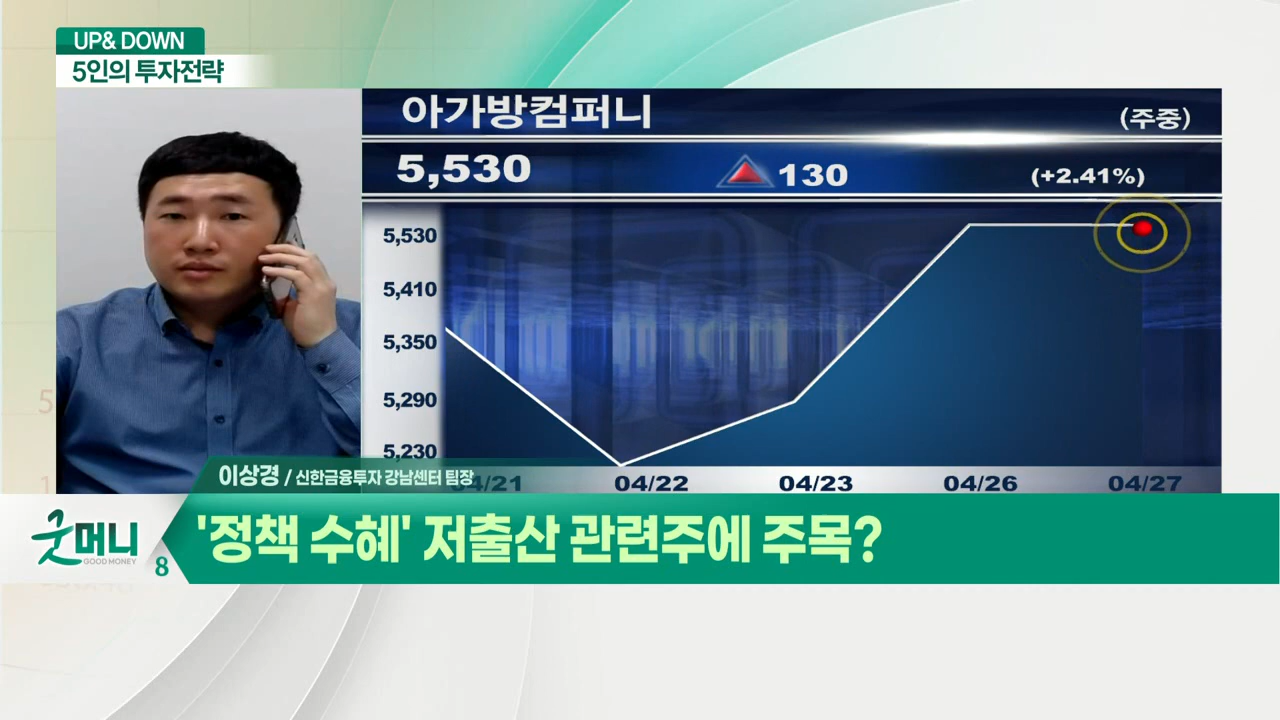 UP& DOWN
5인의 투자전략
아가방컴퍼니
(주중)
5,530 130 (+2.41%)
5,530
5,410
5,350
5,290
5,230
4/21 04/22 04/23 04/26 04/27
이상경 / 신한금융투자 강남센터 팀장
'정책 수혜' 저출산 관련주에 주목?
굿머니
GOOD MONEY
8